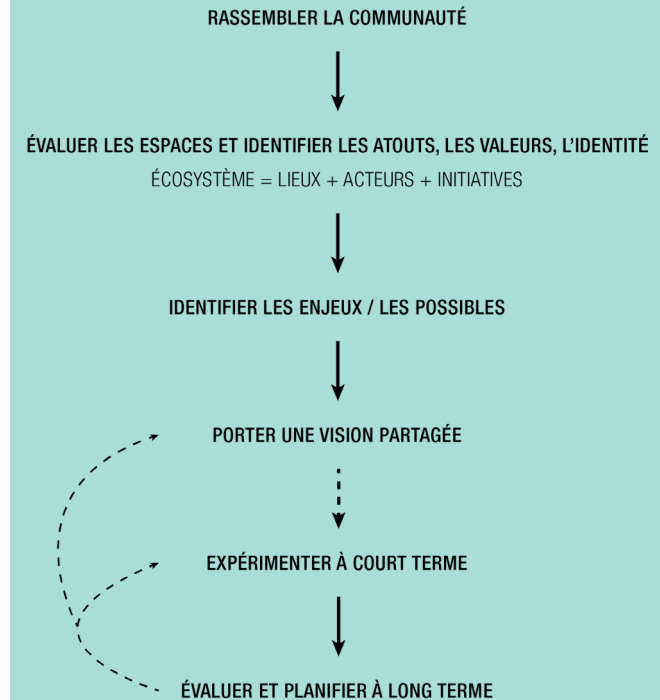 RASSEMBLER LA COMMUNAUTÉ
ÉVALUER LES ESPACES ET IDENTIFIER LES ATOUTS, LES VALEURS, L'IDENTITÉ
ÉCOSYSTÈME = LIEUX + ACTEURS + INITIATIVES
IDENTIFIER LES ENJEUX / LES POSSIBLES
PORTER UNE VISION PARTAGÉE
EXPÉRIMENTER À COURT TERME
ÉVALUER ET PLANIFIER À LONG TERME